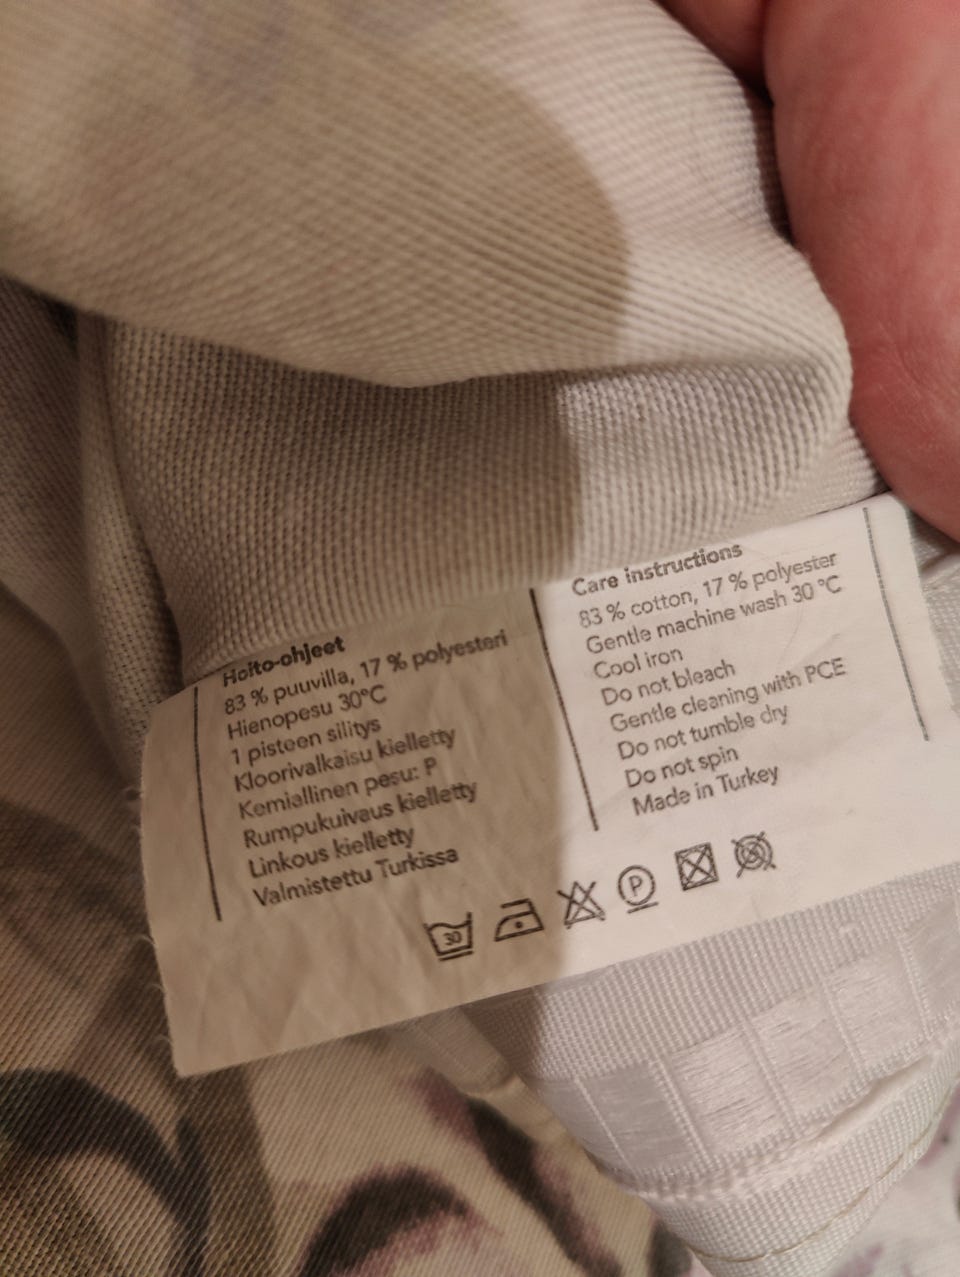 Hoito-ohjeet
83 % puuvilla, 17 % polyesteri
Hienopesu 30°C
1 pisteen silitys
Kloorivalkaisu kielletty
Kemiallinen pesu: P
Rumpukuivaus kielletty
Linkous kielletty
Valmistettu Turkissa
Care instructions
83 % cotton, 17 % polyester
Gentle machine wash 30 °C
Cool iron
Do not bleach
Gentle cleaning with PCE
Do not tumble dry
Do not spin
Made in Turkey
30 P